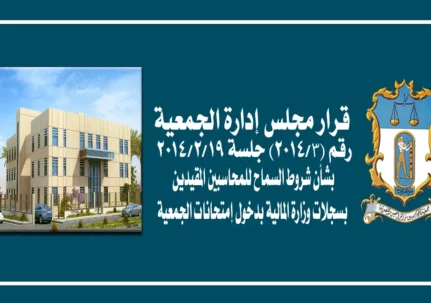 قرار مجلس إدارة الجمعية
رقم (٢٠١٤/٣) جلسة ٢٠١٤/٢/١٩
بشأن شروط السماح للمحاسبين المقيدين
بسجلات وزارة المالية بدخول إمتحانات الجمعية